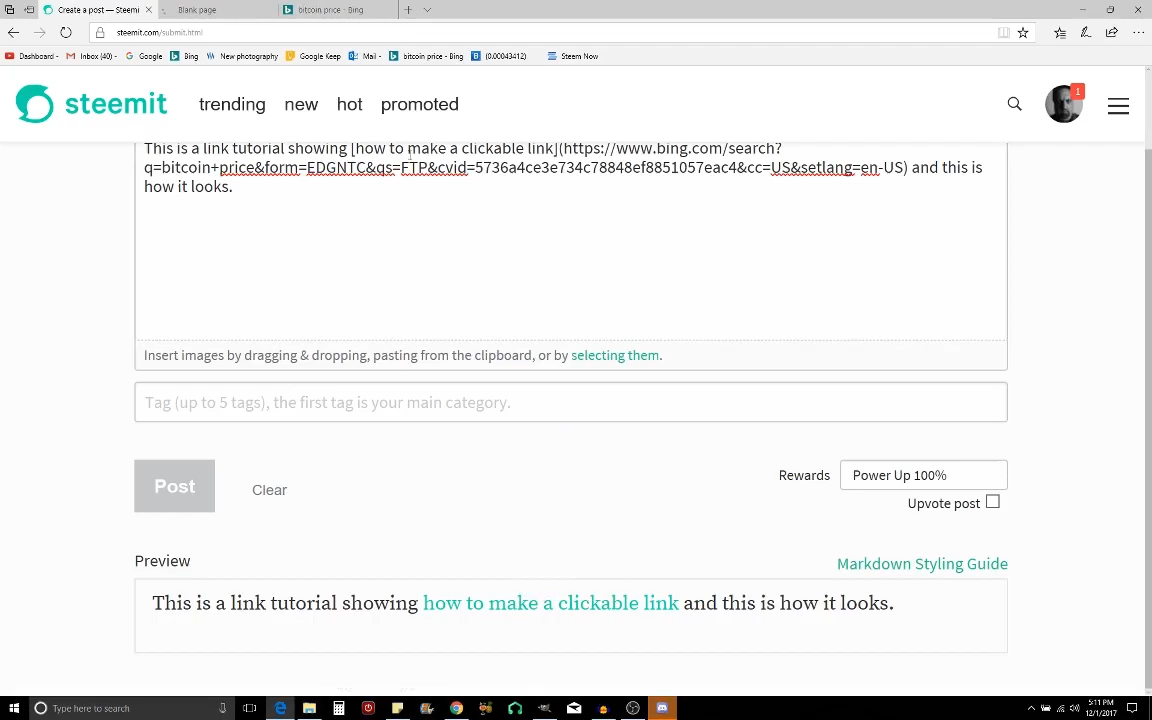 Create a post — Steemi
Blank page
bitcoin price - Bing
steemit.com/submit.html
Dashboard -
Inbox (40) -
Google
Bing
New photography
Google Keep
Mail -
bitcoin price - Bing
(0.00043412)
Steem Now
steemit
trending
new
hot
promoted
1
This is a link tutorial showing [how to make a clickable link](https://www.bing.com/search?
q=bitcoin+price&form=EDGNTC&qs=FTP&cvid=5736a4ce3e734c78848ef8851057eac4&cc=US&setlang=en-US) and this is
how it looks.
Insert images by dragging & dropping, pasting from the clipboard, or by selecting them.
Tag (up to 5 tags), the first tag is your main category.
Post
Clear
Rewards
Power Up 100%
Upvote post
Preview
Markdown Styling Guide
This is a link tutorial showing how to make a clickable link and this is how it looks.
Type here to search
5:11 PM
12/1/2017